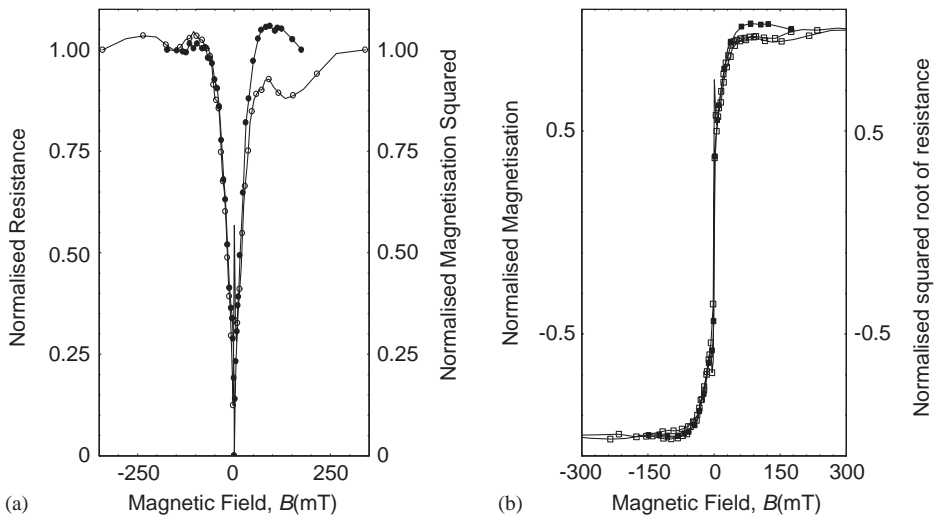 Normalised Resistance
1.00
0.75
0.50
0.25
0
-250
0
250
Magnetic Field, B(mT)
1.00
0.75
0.50
0.25
0.00
Normalised Magnetisation Squared
(a)
Normalised Magnetisation
0.5
-0.5
-300
-150
0
150
300
Magnetic Field, B(mT)
0.5
-0.5
Normalised squared root of resistance
(b)